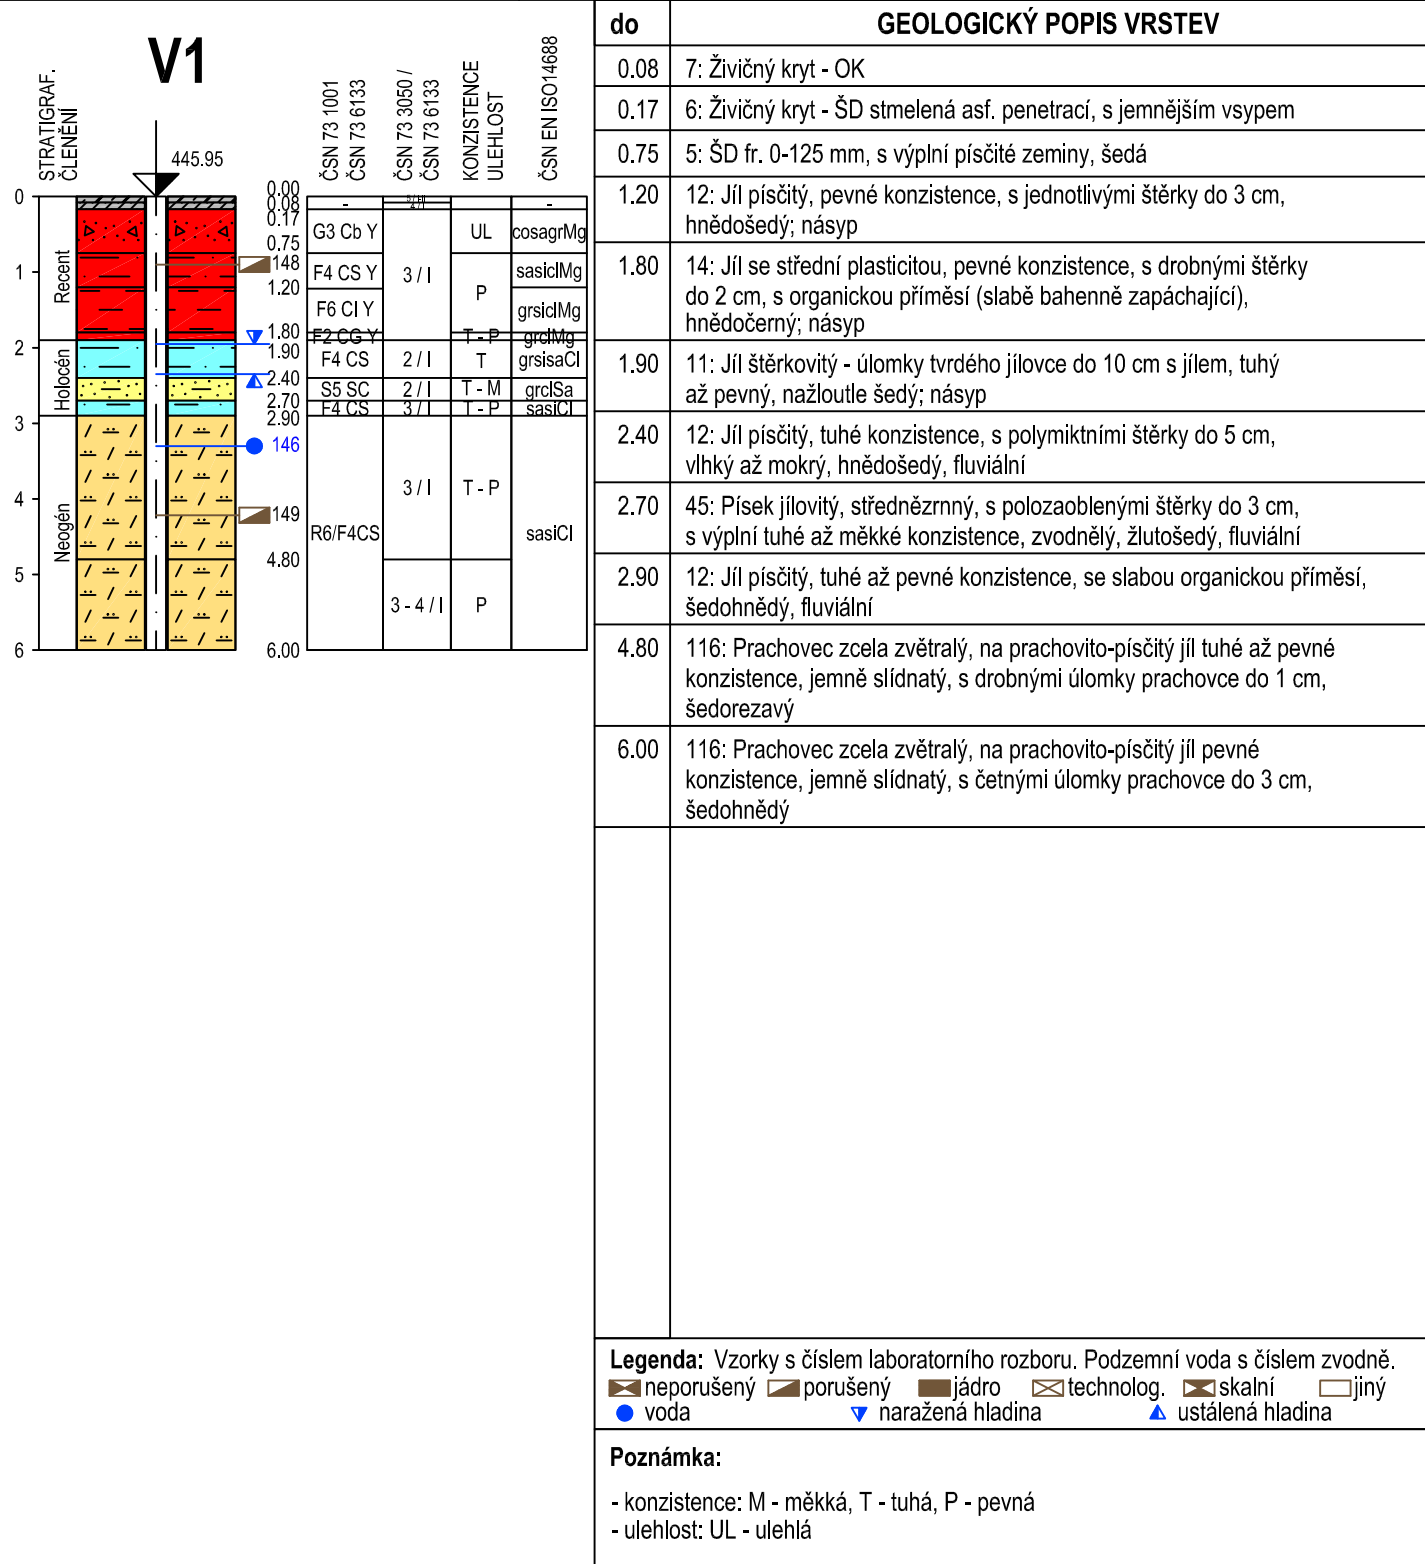 V1
445.95
STRATIGRAF.
ČLENĚNÍ
ČSN 73 1001
ČSN 73 6133
ČSN 73 3050 /
ČSN 73 6133
KONZISTENCE
ULEHLOST
ČSN EN ISO14688
0
1
2
3
4
5
6
Recent
Holocén
Neogén
0.00
0.08
0.17
0.75
148
1.20
1.80
1.90
2.40
2.70
2.90
146
149
4.80
6.00
- -
G3 Cb Y UL cosagrMg
F4 CS Y 3 / I P sasiclMg
F6 CI Y grsiclMg
F2 CG Y T - P grclMg
F4 CS 2 / I T grsisaCl
S5 SC 2 / I T - M grclSa
F4 CS 3 / I T - P sasiCl
R6/F4CS 3 / I T - P sasiCl
3 - 4 / I P
do GEOLOGICKÝ POPIS VRSTEV
0.08 7: Živičný kryt - OK
0.17 6: Živičný kryt - ŠD stmelená asf. penetrací, s jemnějším vsypem
0.75 5: ŠD fr. 0-125 mm, s výplní písčité zeminy, šedá
1.20 12: Jíl písčitý, pevné konzistence, s jednotlivými štěrky do 3 cm,
hnědošedý; násyp
1.80 14: Jíl se střední plasticitou, pevné konzistence, s drobnými štěrky
do 2 cm, s organickou příměsí (slabě bahenně zapáchající),
hnědočerný; násyp
1.90 11: Jíl štěrkovitý - úlomky tvrdého jílovce do 10 cm s jílem, tuhý
až pevný, nažloutle šedý; násyp
2.40 12: Jíl písčitý, tuhé konzistence, s polymiktními štěrky do 5 cm,
vlhký až mokrý, hnědošedý, fluviální
2.70 45: Písek jílovitý, střednězrnný, s polozaoblenými štěrky do 3 cm,
s výplní tuhé až měkké konzistence, zvodnělý, žlutošedý, fluviální
2.90 12: Jíl písčitý, tuhé až pevné konzistence, se slabou organickou příměsí,
šedohnědý, fluviální
4.80 116: Prachovec zcela zvětralý, na prachovito-písčitý jíl tuhé až pevné
konzistence, jemně slídnatý, s drobnými úlomky prachovce do 1 cm,
šedorezavý
6.00 116: Prachovec zcela zvětralý, na prachovito-písčitý jíl pevné
konzistence, jemně slídnatý, s četnými úlomky prachovce do 3 cm,
šedohnědý
Legenda: Vzorky s číslem laboratorního rozboru. Podzemní voda s číslem zvodně.
neporušený porušený jádro technolog. skalní jiný
voda naražená hladina ustálená hladina
Poznámka:
- konzistence: M - měkká, T - tuhá, P - pevná
- ulehlost: UL - ulehlá